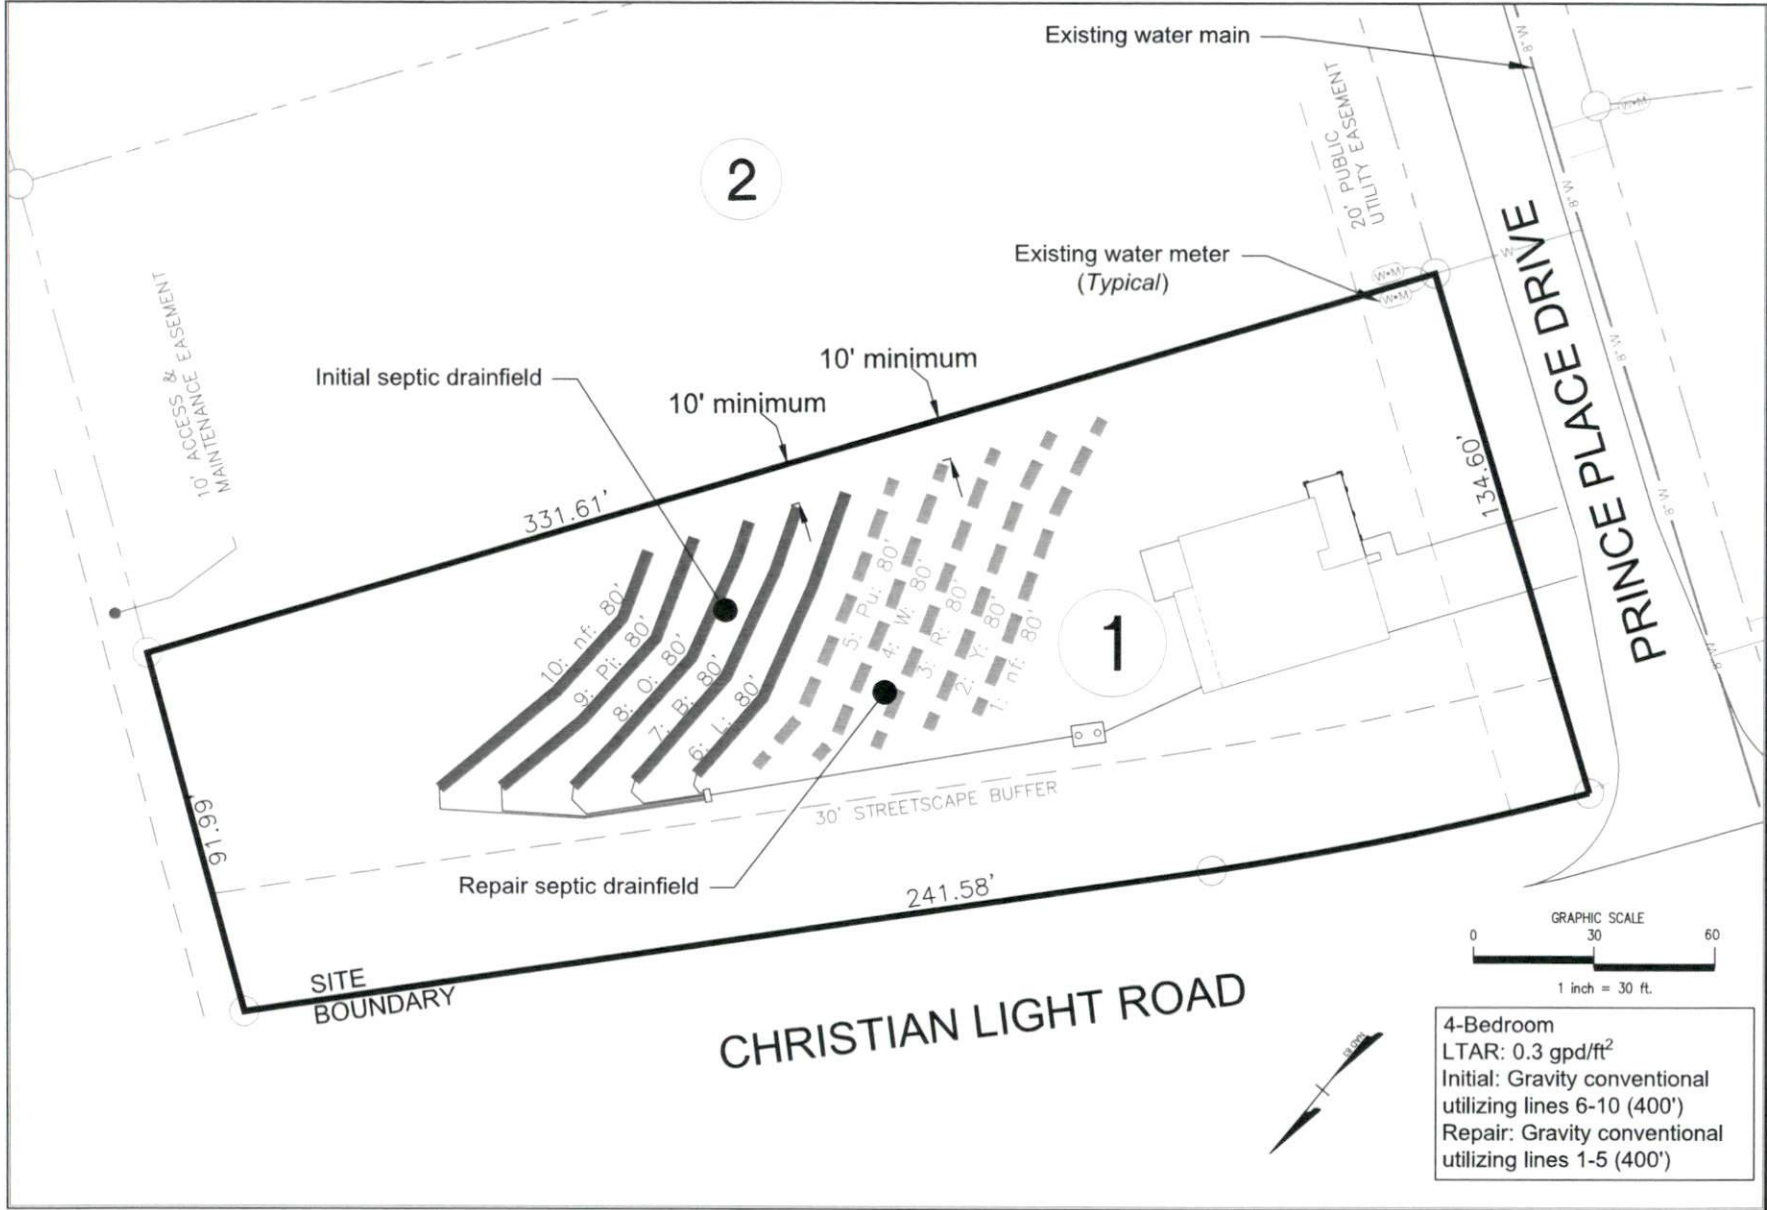 Existing water main
8" W
W•M
20' PUBLIC
UTILITY EASEMENT
2
8" W
Existing water meter
(Typical)
W
W•M
W•M
PRINCE PLACE DRIVE
8" W
10' ACCESS &
MAINTENANCE EASEMENT
Initial septic drainfield
10' minimum
10' minimum
331.61'
134.60'
8" W
8" W
10: nf: 80'
9: Pi: 80'
8: O: 80'
7: B: 80'
6: L: 80'
5: Pu: 80'
4: W: 80'
3: R: 80'
2: Y: 80'
1: nf: 80'
1
91.99'
30' STREETSCAPE BUFFER
Repair septic drainfield
241.58'
SITE
BOUNDARY
CHRISTIAN LIGHT ROAD
GRAPHIC SCALE
0 30 60
1 inch = 30 ft.
4-Bedroom
LTAR: 0.3 gpd/ft²
Initial: Gravity conventional
utilizing lines 6-10 (400')
Repair: Gravity conventional
utilizing lines 1-5 (400')